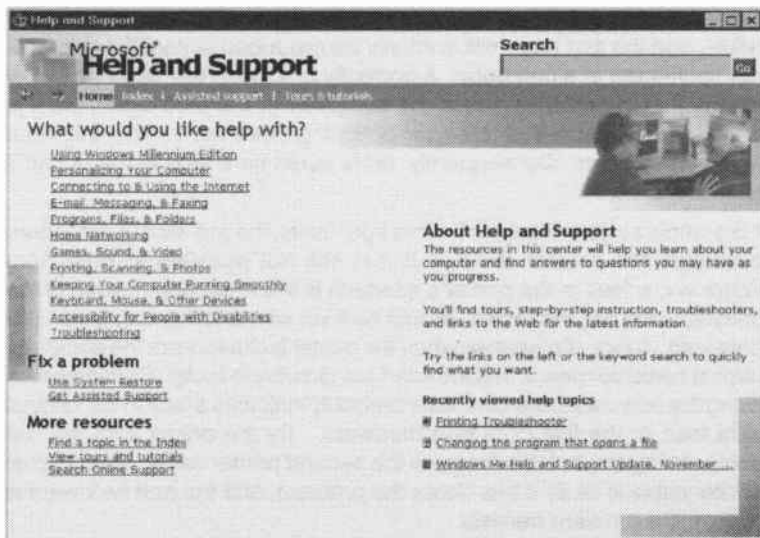 Help and Support
Microsoft®
Help and Support
Search
Go
Home Index | Assisted support | Tours & tutorials
What would you like help with?
Using Windows Millennium Edition
Personalizing Your Computer
Connecting to & Using the Internet
E-mail, Messaging, & Faxing
Programs, Files, & Folders
Home Networking
Games, Sound, & Video
Printing, Scanning, & Photos
Keeping Your Computer Running Smoothly
Keyboard, Mouse, & Other Devices
Accessibility for People with Disabilities
Troubleshooting
Fix a problem
Use System Restore
Get Assisted Support
More resources
Find a topic in the Index
View tours and tutorials
Search Online Support
About Help and Support
The resources in this center will help you learn about your
computer and find answers to questions you may have as
you progress.
You'll find tours, step-by-step instruction, troubleshooters,
and links to the Web for the latest information.
Try the links on the left or the keyword search to quickly
find what you want.
Recently viewed help topics
Printing Troubleshooter
Changing the program that opens a file
Windows Me Help and Support Update, November ...